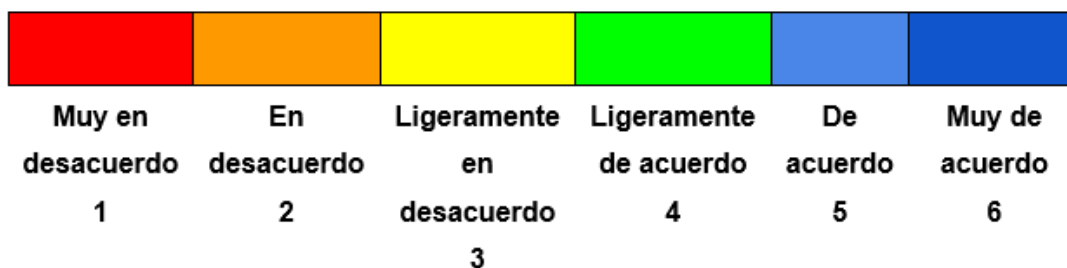 Muy en
desacuerdo
1
En
desacuerdo
2
Ligeramente
en
desacuerdo
3
Ligeramente
de acuerdo
4
De
acuerdo
5
Muy de
acuerdo
6